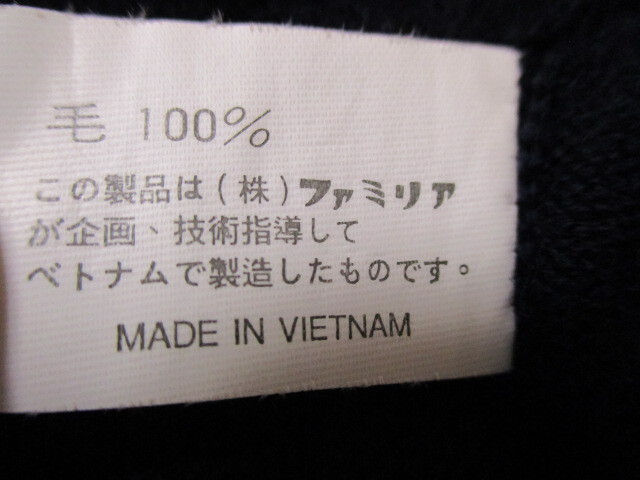 毛 100%
この製品は(株)ファミリア
が企画、技術指導して
ベトナムで製造したものです。
MADE IN VIETNAM